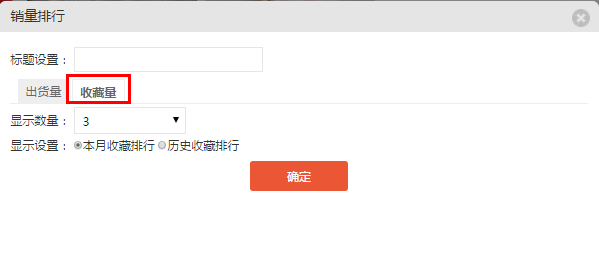 销量排行
标题设置：
出货量 收藏量
显示数量： 3
显示设置： 本月收藏排行 历史收藏排行
确定